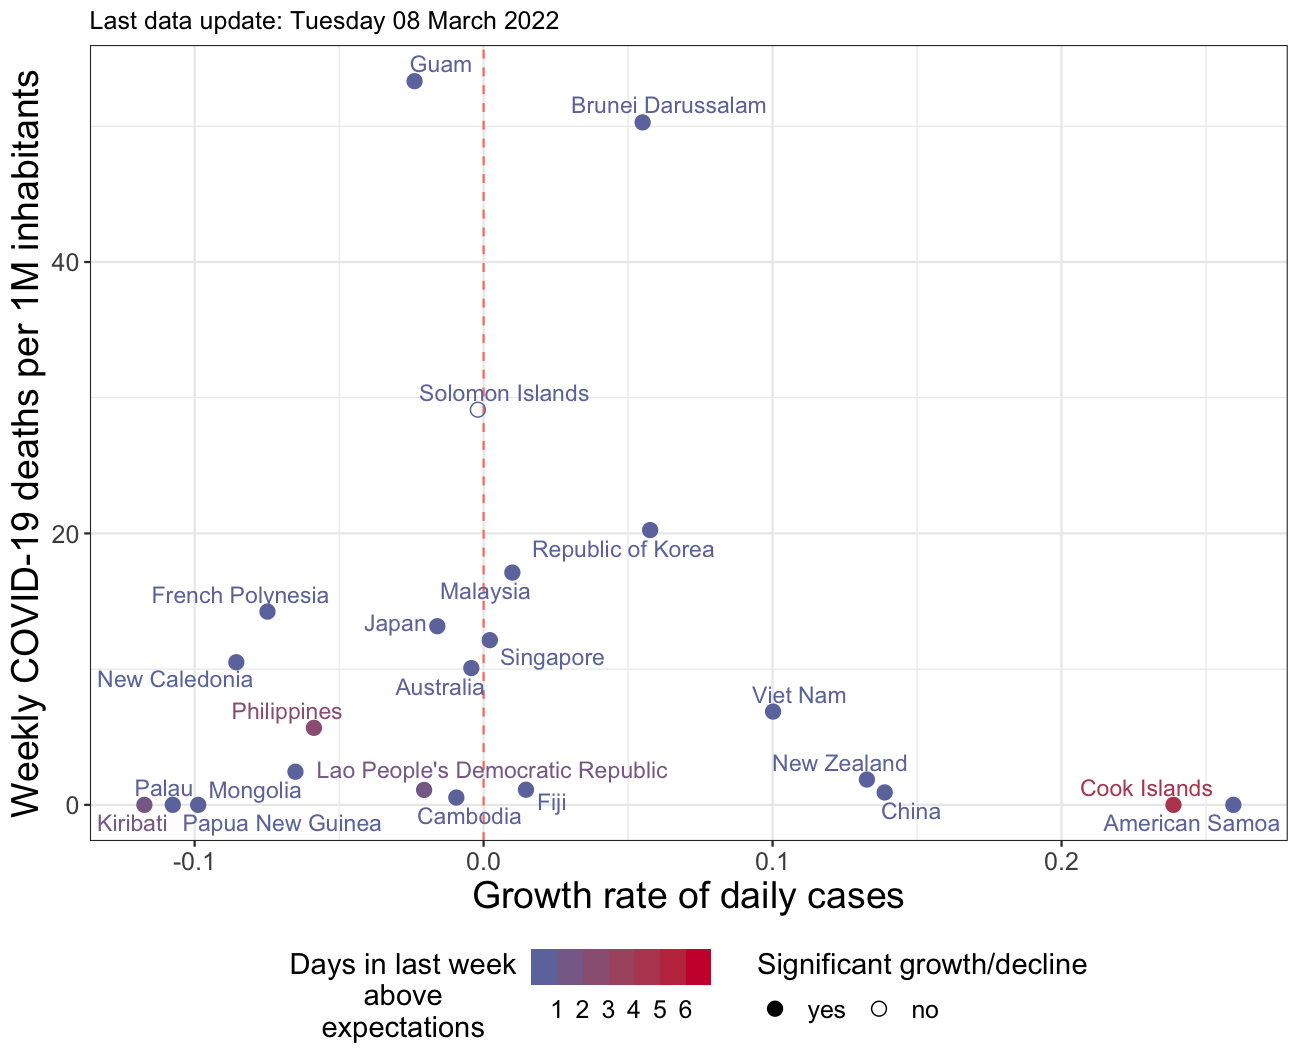 Last data update: Tuesday 08 March 2022
Guam
Brunei Darussalam
Weekly COVID-19 deaths per 1M inhabitants
40
Solomon Islands
20
Republic of Korea
Malaysia
French Polynesia
Japan
Singapore
New Caledonia
Australia
Viet Nam
Philippines
New Zealand
Lao People's Democratic Republic
Palau
Mongolia
Cook Islands
0
Fiji
China
Kiribati
Papua New Guinea
Cambodia
American Samoa
-0.1
0.0
0.1
0.2
Growth rate of daily cases
Days in last week
above
expectations
1 2 3 4 5 6
Significant growth/decline
yes
no